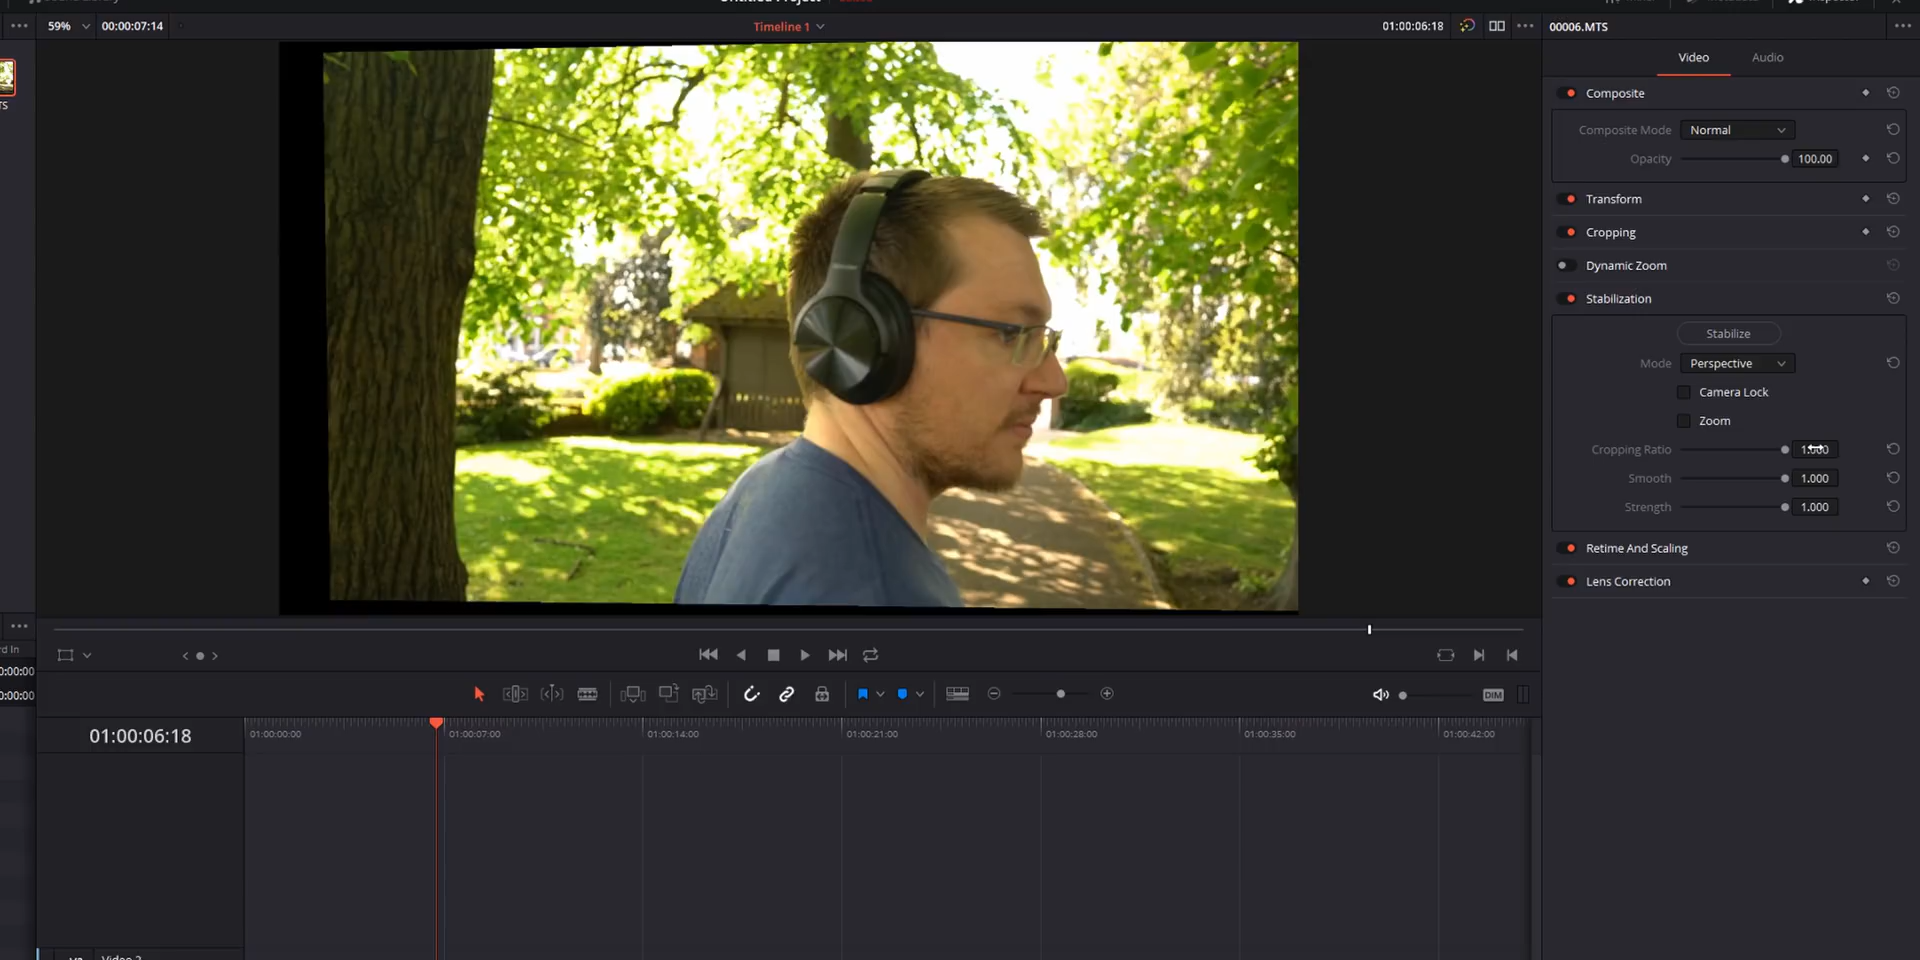 Untitled Project
59%
00:00:07:14
Timeline 1
01:00:06:18
00006.MTS
Video
Audio
Composite
Composite Mode
Normal
Opacity
100.00
Transform
Cropping
Dynamic Zoom
Stabilization
Stabilize
Mode
Perspective
Camera Lock
Zoom
Cropping Ratio
1.000
Smooth
1.000
Strength
1.000
Retime And Scaling
Lens Correction
DIM
01:00:06:18
01:00:00:00
01:00:07:00
01:00:14:00
01:00:21:00
01:00:28:00
01:00:35:00
01:00:42:00